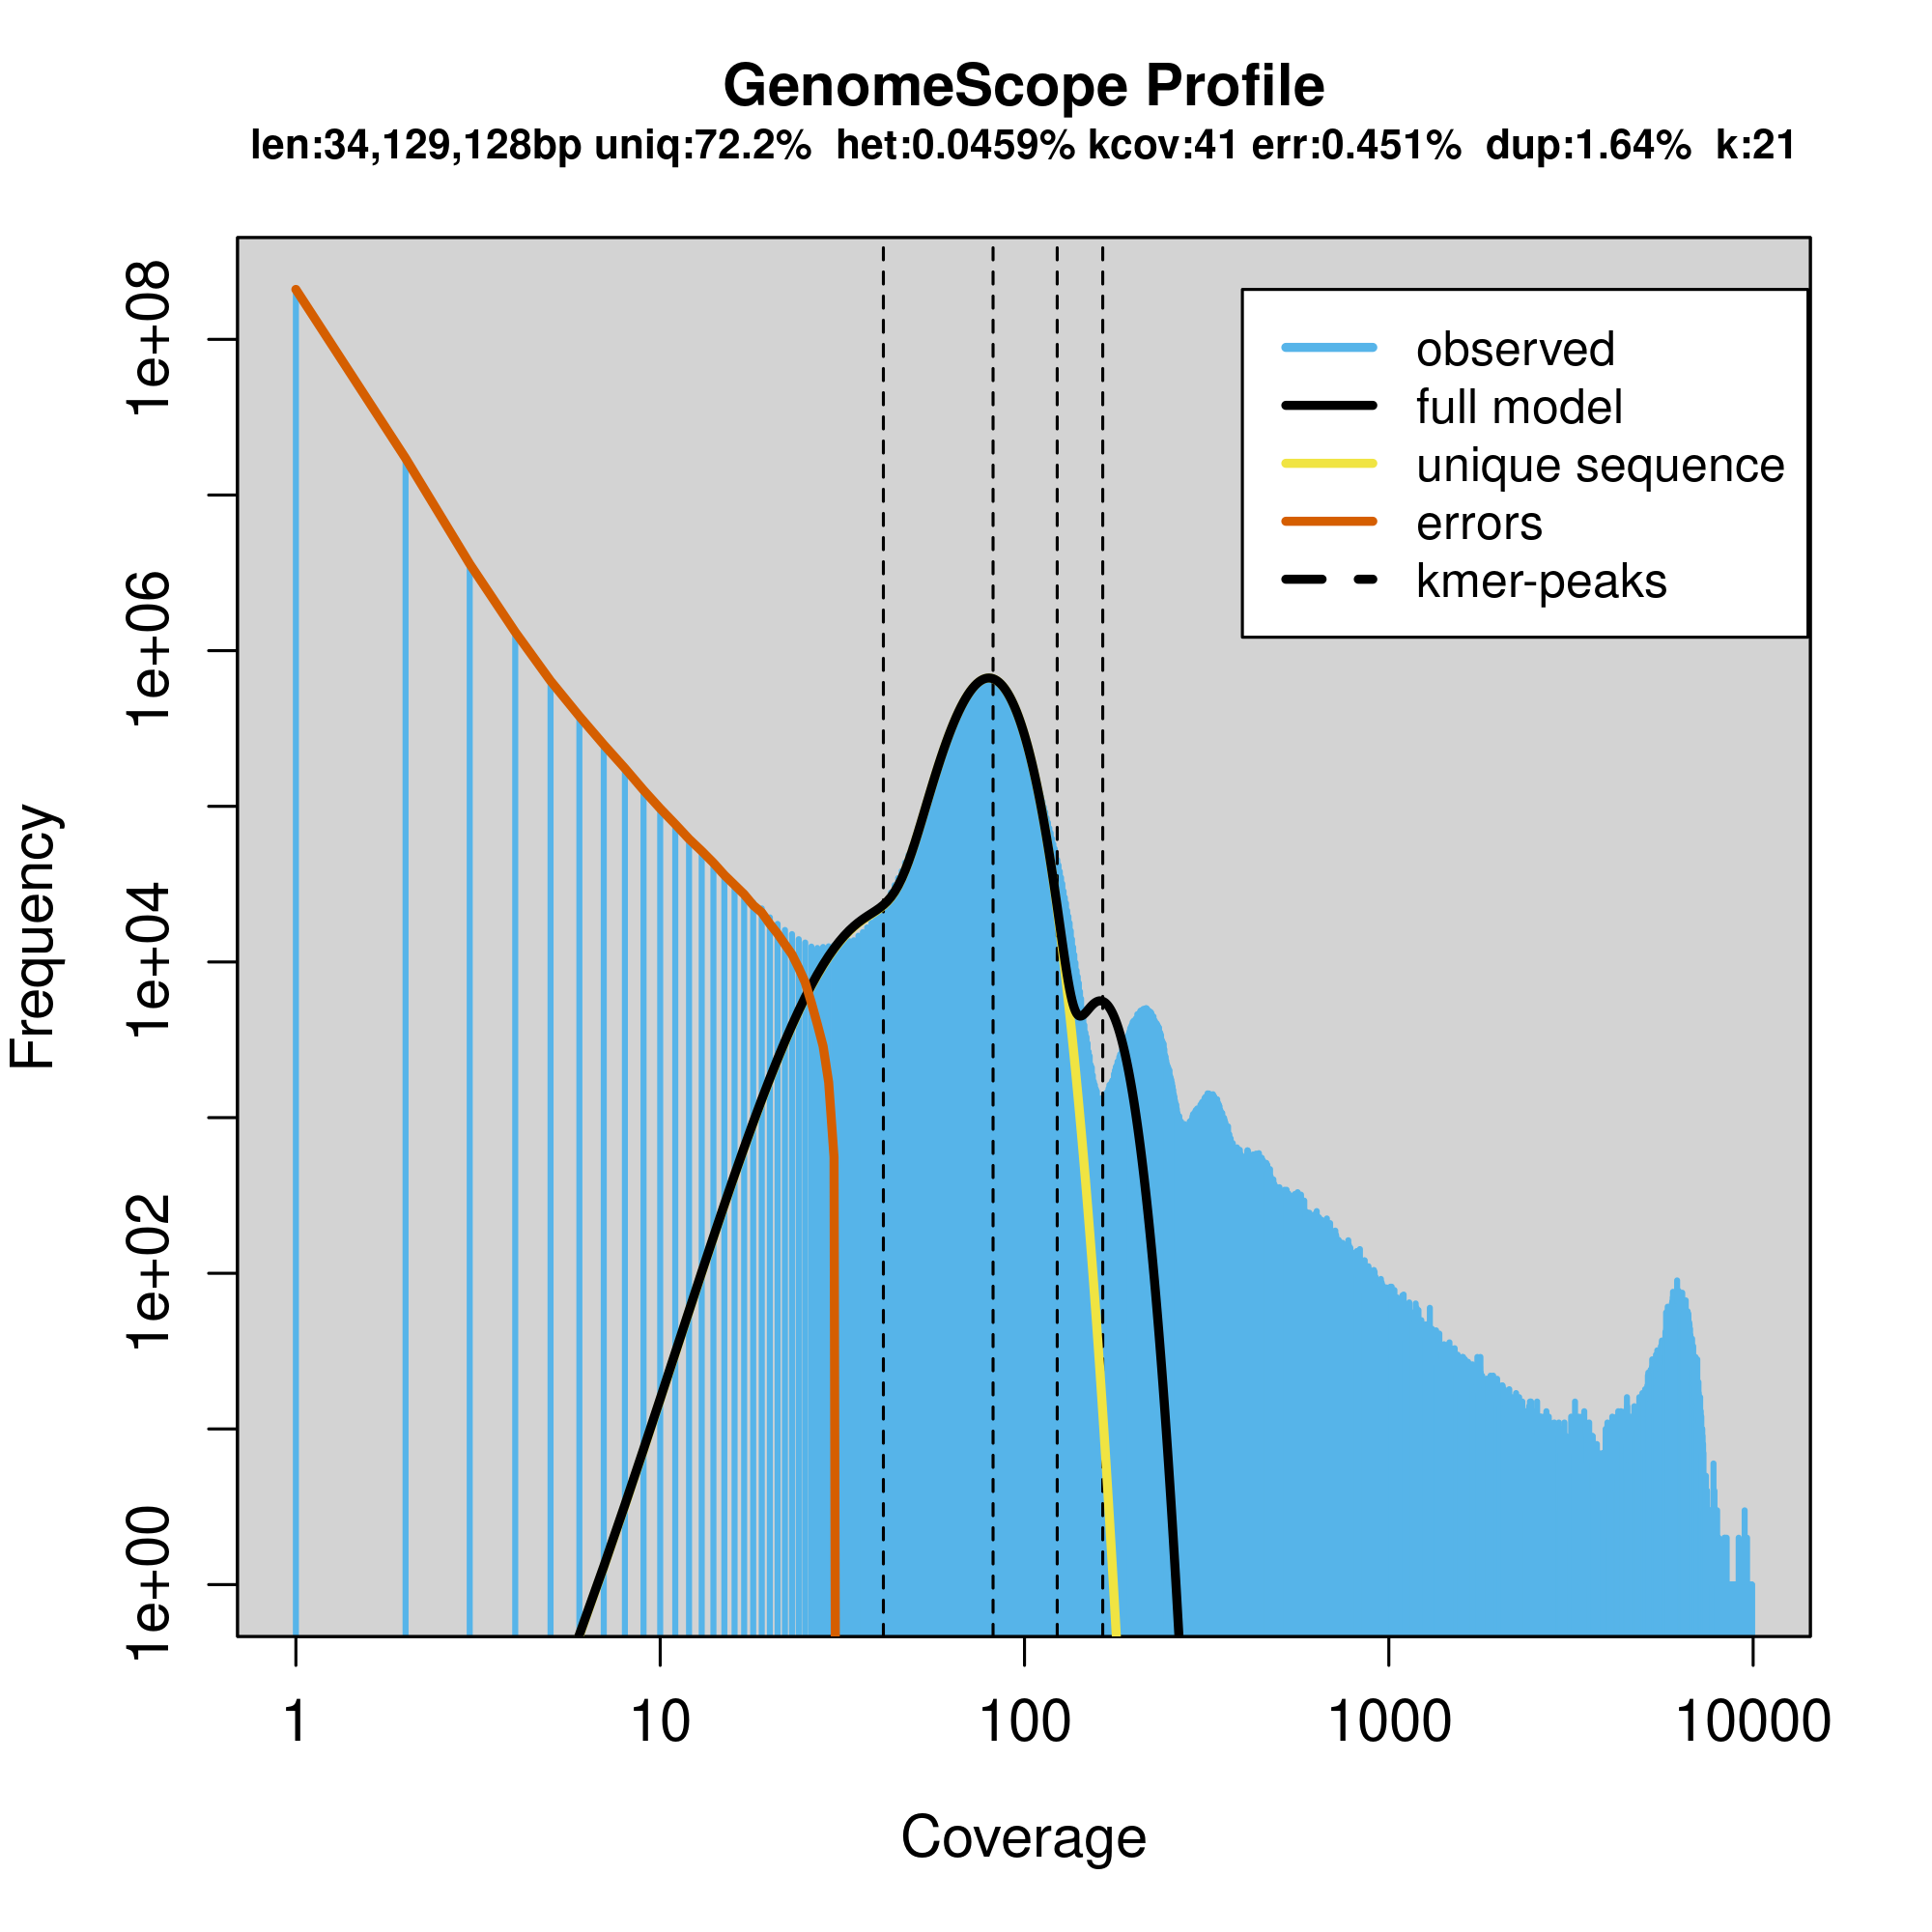 GenomeScope Profile
len:34,129,128bp uniq:72.2% het:0.0459% kcov:41 err:0.451% dup:1.64% k:21
observed
full model
unique sequence
errors
kmer-peaks
Frequency
1e+08
1e+06
1e+04
1e+02
1e+00
1 10 100 1000 10000
Coverage